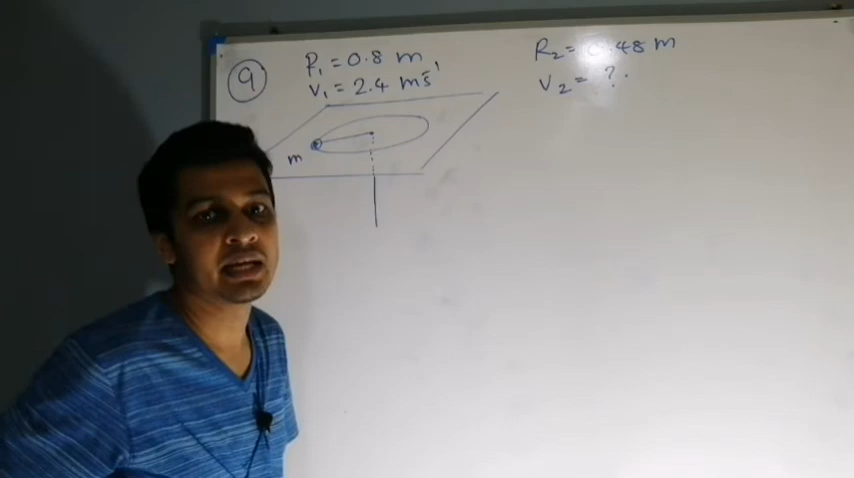 9
R₁ = 0.8 m
V₁ = 2.4 ms⁻¹
R₂ = 0.48 m
V₂ = ?.
m